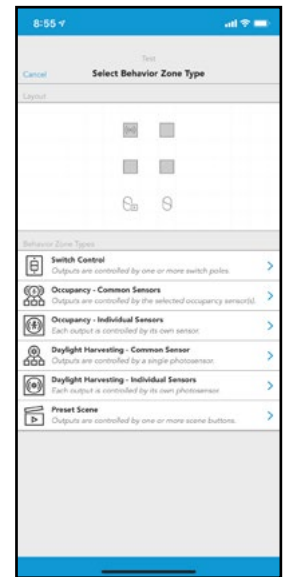 8:55
Test
Cancel
Select Behavior Zone Type
Layout
Behavior Zone Types
Switch Control
Outputs are controlled by one or more switch poles.
Occupancy - Common Sensors
Outputs are controlled by the selected occupancy sensor(s).
Occupancy - Individual Sensors
Each output is controlled by its own sensor.
Daylight Harvesting - Common Sensor
Outputs are controlled by a single photosensor.
Daylight Harvesting - Individual Sensors
Each output is controlled by its own photosensor.
Preset Scene
Outputs are controlled by one or more scene buttons.